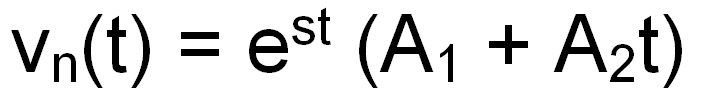 vₙ(t) = eˢᵗ (A₁ + A₂t)